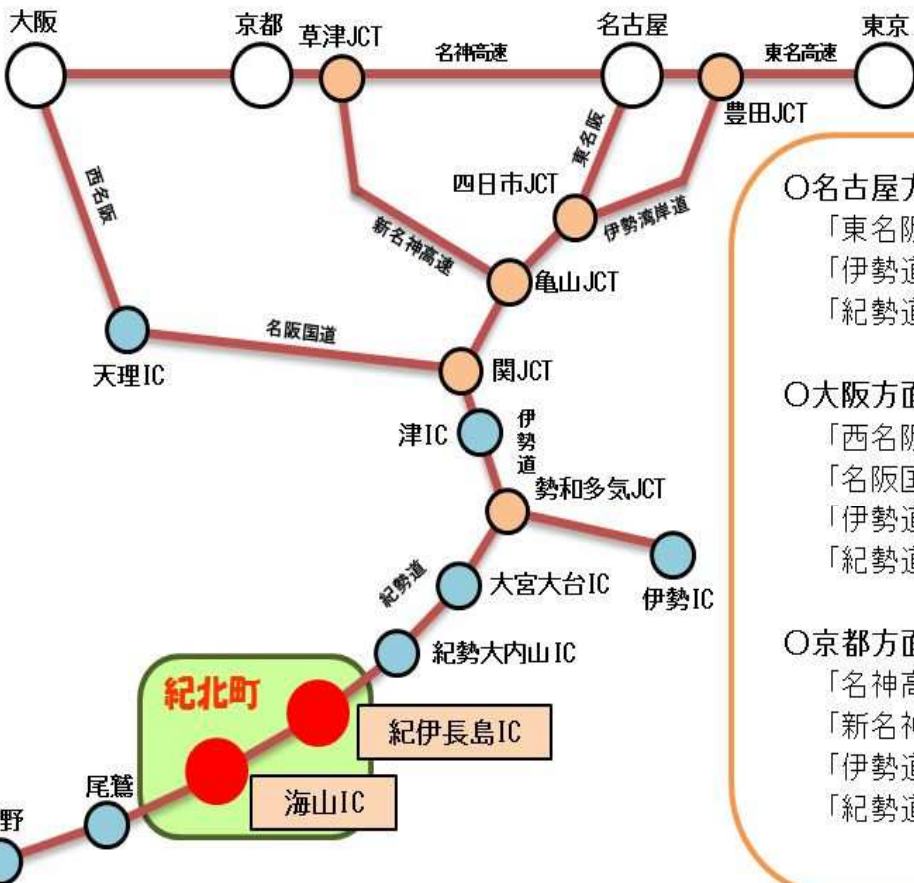 大阪
京都
草津JCT
名神高速
名古屋
東名高速
東京
豊田JCT
東名阪
四日市JCT
伊勢湾岸道
西名阪
新名神高速
亀山JCT
名阪国道
天理IC
関JCT
津IC
伊勢道
勢和多気JCT
紀勢道
大宮大台IC
伊勢IC
紀勢大内山IC
紀北町
紀伊長島IC
海山IC
尾鷲
野
○名古屋方
「東名阪
「伊勢道
「紀勢道
○大阪方面
「西名阪
「名阪国
「伊勢道
「紀勢道
○京都方面
「名神高
「新名神
「伊勢道
「紀勢道